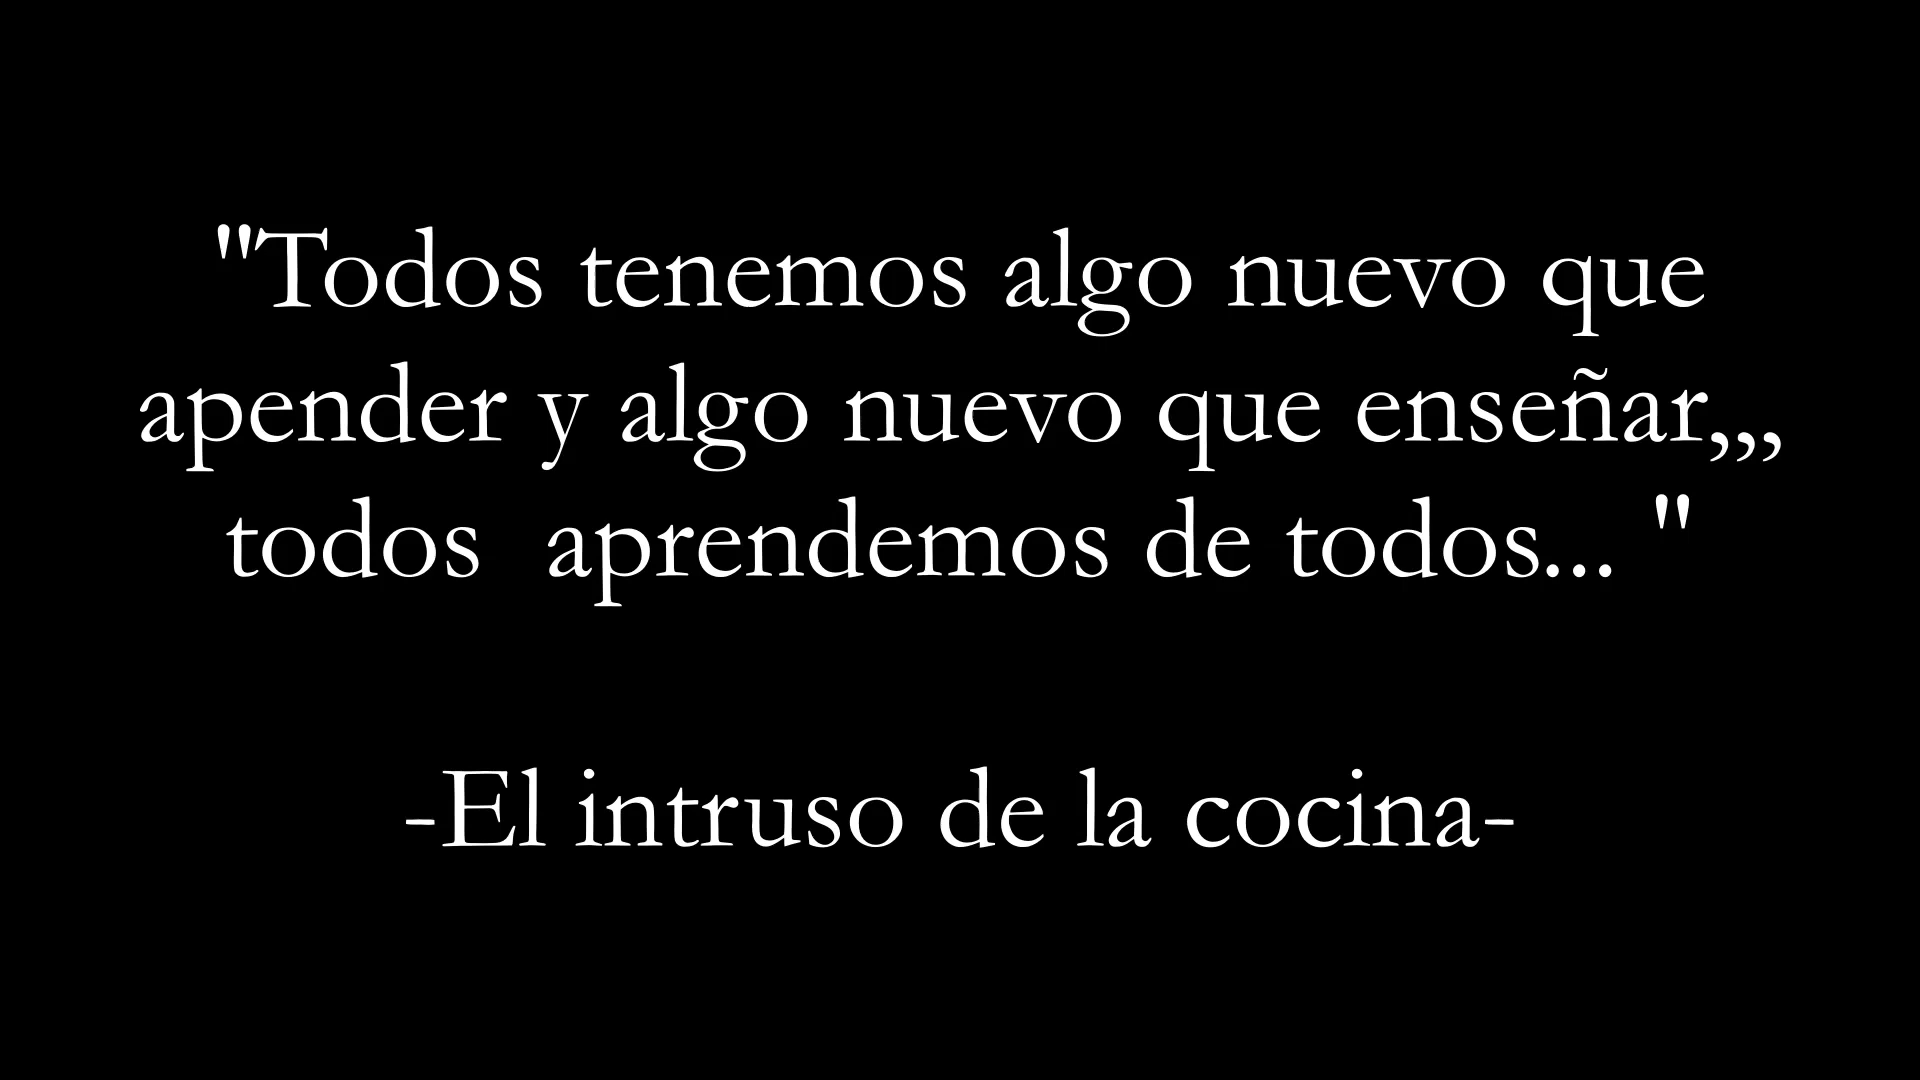 "Todos tenemos algo nuevo que
apender y algo nuevo que enseñar,,,
todos  aprendemos de todos... "
-El intruso de la cocina-